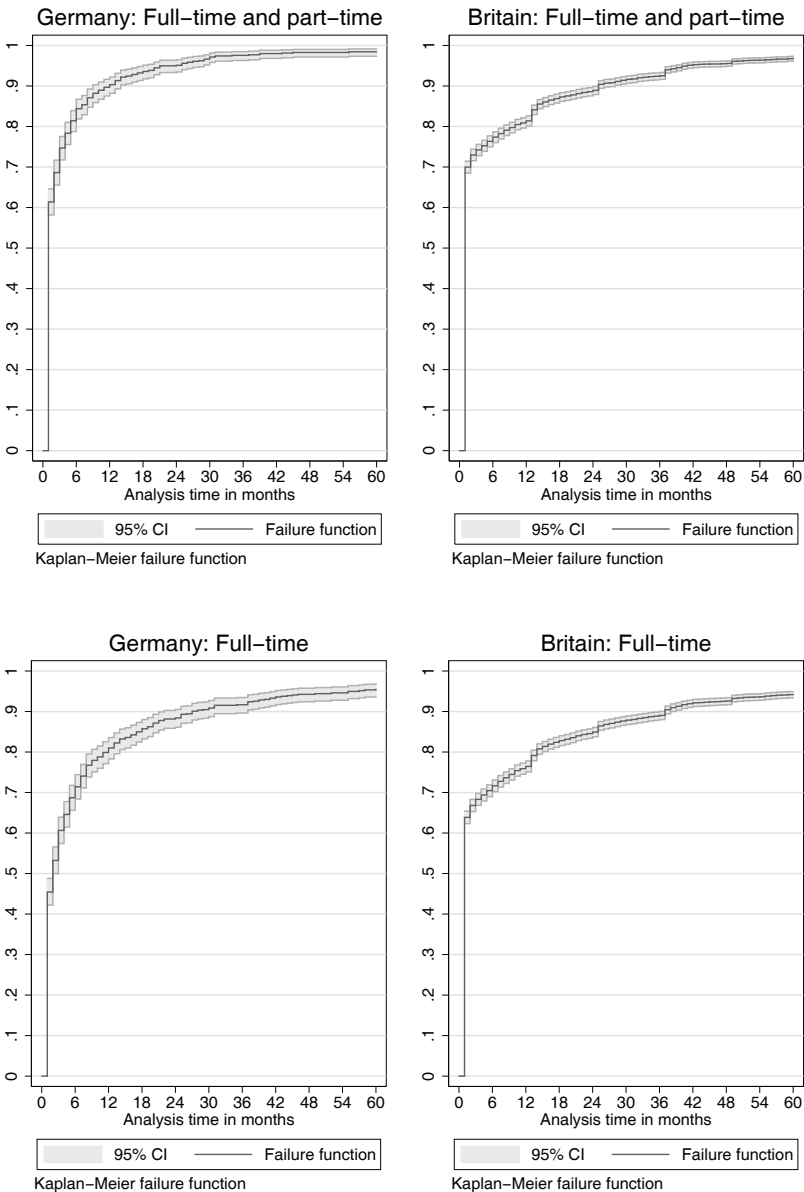 Germany: Full−time and part−time
1
.9
.8
.7
.6
.5
.4
.3
.2
.1
0
0 6 12 18 24 30 36 42 48 54 60
Analysis time in months
95% CI Failure function
Kaplan−Meier failure function
Britain: Full−time and part−time
1
.9
.8
.7
.6
.5
.4
.3
.2
.1
0
0 6 12 18 24 30 36 42 48 54 60
Analysis time in months
95% CI Failure function
Kaplan−Meier failure function
Germany: Full−time
1
.9
.8
.7
.6
.5
.4
.3
.2
.1
0
0 6 12 18 24 30 36 42 48 54 60
Analysis time in months
95% CI Failure function
Kaplan−Meier failure function
Britain: Full−time
1
.9
.8
.7
.6
.5
.4
.3
.2
.1
0
0 6 12 18 24 30 36 42 48 54 60
Analysis time in months
95% CI Failure function
Kaplan−Meier failure function